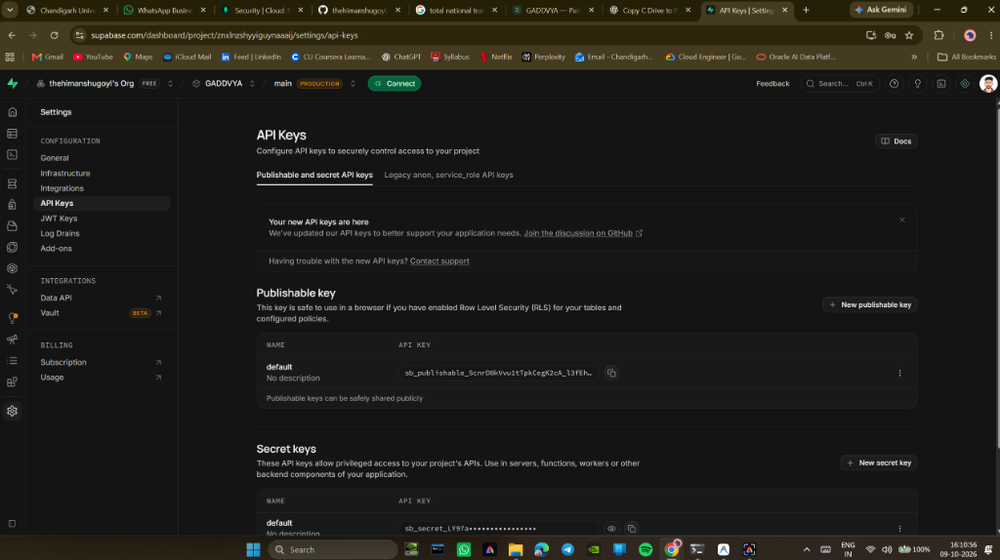 Chandigarh Uni
WhatsApp Busine
Security | Cloud:
thehimanshugoyl
total national tra
GADDVYA — Pa
Copy C Drive to
API Keys | Setting
Ask Gemini
supabase.com/dashboard/project/znxlnzshyyiguynaaaij/settings/api-keys
Gmail
YouTube
Maps
iCloud Mail
Feed | LinkedIn
CU Coursera Learna...
ChatGPT
Syllabus
Netflix
Perplexity
Email - Chandigarh...
Cloud Engineer | Go...
Oracle AI Data Platf...
All Bookmarks
thehimanshugoyl's Org
FREE
GADDVYA
main
PRODUCTION
Connect
Feedback
Search...
Ctrl K
Settings
CONFIGURATION
General
Infrastructure
Integrations
API Keys
JWT Keys
Log Drains
Add-ons
INTEGRATIONS
Data API
Vault
BETA
BILLING
Subscription
Usage
API Keys
Configure API keys to securely control access to your project
Docs
Publishable and secret API keys
Legacy anon, service_role API keys
Your new API keys are here
We've updated our API keys to better support your application needs. Join the discussion on GitHub
Having trouble with the new API keys? Contact support
Publishable key
This key is safe to use in a browser if you have enabled Row Level Security (RLS) for your tables and
configured policies.
New publishable key
NAME
API KEY
default
No description
sb_publishable_ScnrD0kVvu1tTpkCegK2cA_l3fEh…
Publishable keys can be safely shared publicly
Secret keys
These API keys allow privileged access to your project's APIs. Use in servers, functions, workers or other
backend components of your application.
New secret key
NAME
API KEY
default
No description
sb_secret_LY97a••••••••••••••••
Search
ENG
IN
100%
16:10:56
09-10-2026